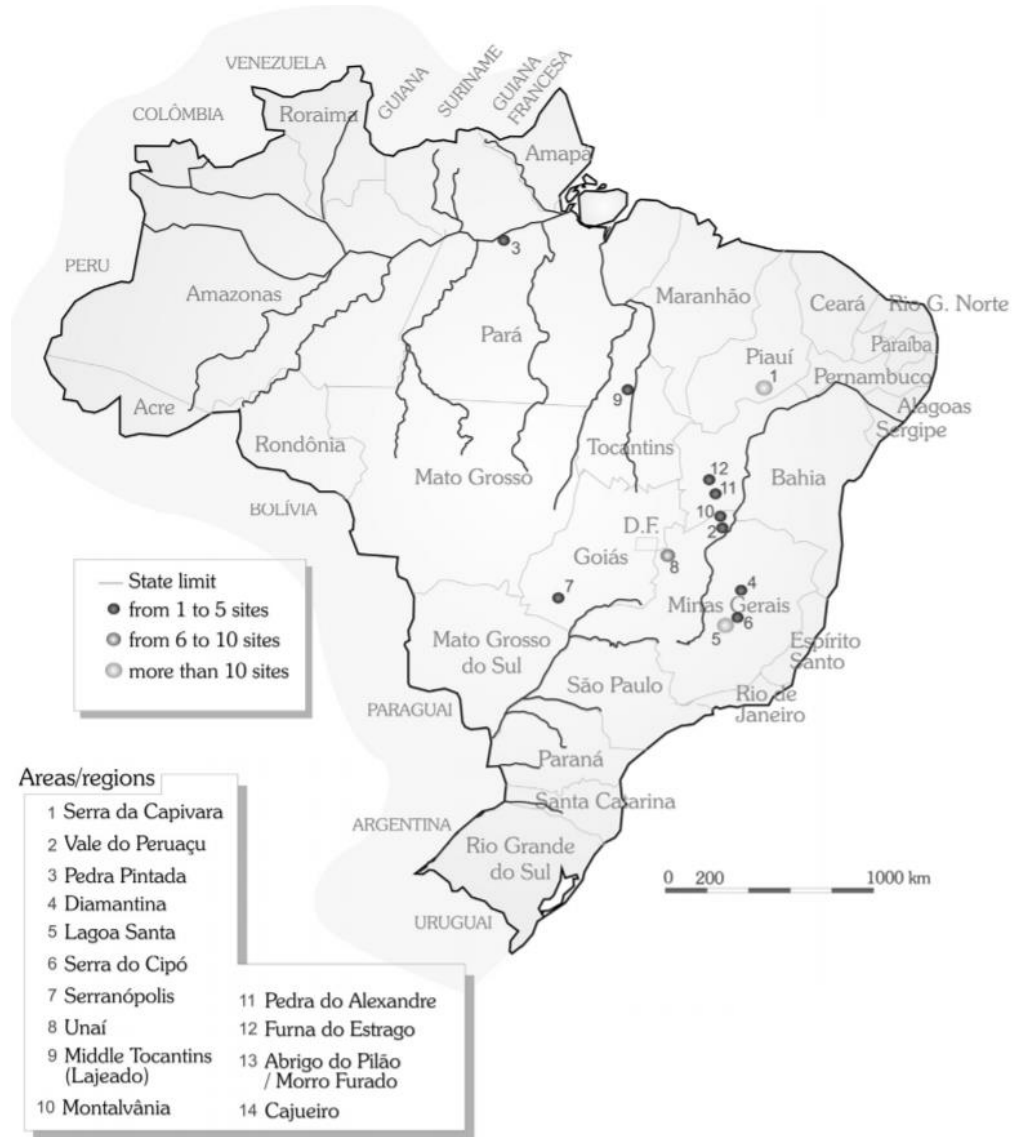 VENEZUELA
COLÔMBIA
GUIANA
SURINAME
GUIANA
FRANCESA
Roraima
Amapá
3
PERU
Amazonas
Pará
Maranhão
Ceará
Rio G. Norte
Paraíba
Piauí
1
Pernambuco
Alagoas
Sergipe
Acre
Rondônia
9
Tocantins
Mato Grosso
12
11
10
2
Bahia
BOLÍVIA
D.F.
Goiás
8
7
4
Minas Gerais
6
5
Espírito
Santo
Mato Grosso
do Sul
São Paulo
Rio de
Janeiro
PARAGUAI
Paraná
Santa Catarina
ARGENTINA
Rio Grande
do Sul
URUGUAI
State limit
from 1 to 5 sites
from 6 to 10 sites
more than 10 sites
0 200 1000 km
Areas/regions
1 Serra da Capivara
2 Vale do Peruaçu
3 Pedra Pintada
4 Diamantina
5 Lagoa Santa
6 Serra do Cipó
7 Serranópolis
8 Unaí
9 Middle Tocantins
(Lajeado)
10 Montalvânia
11 Pedra do Alexandre
12 Furna do Estrago
13 Abrigo do Pilão
/ Morro Furado
14 Cajueiro